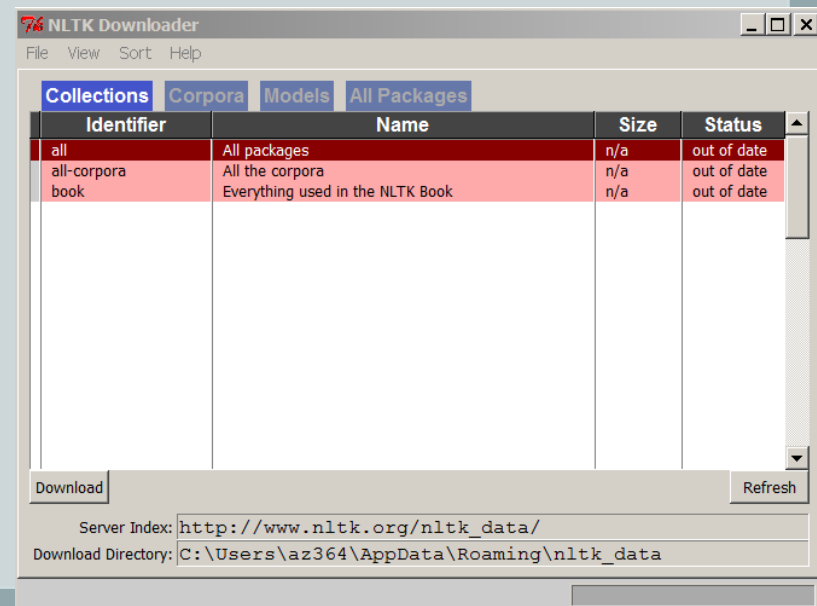 NLTK Downloader
File View Sort Help
Collections Corpora Models All Packages
Identifier Name Size Status
all All packages n/a out of date
all-corpora All the corpora n/a out of date
book Everything used in the NLTK Book n/a out of date
Download Refresh
Server Index: http://www.nltk.org/nltk_data/
Download Directory: C:\Users\az364\AppData\Roaming\nltk_data